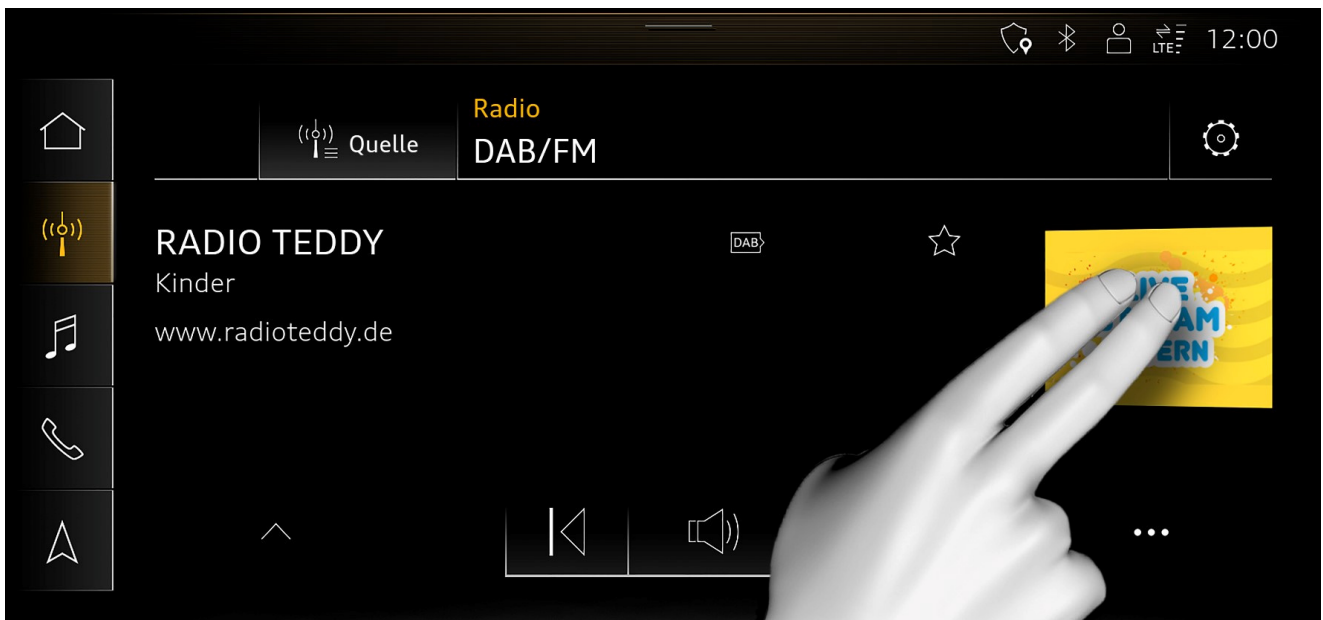 LTE 12:00
Radio
Quelle DAB/FM
RADIO TEDDY DAB
Kinder
www.radioteddy.de